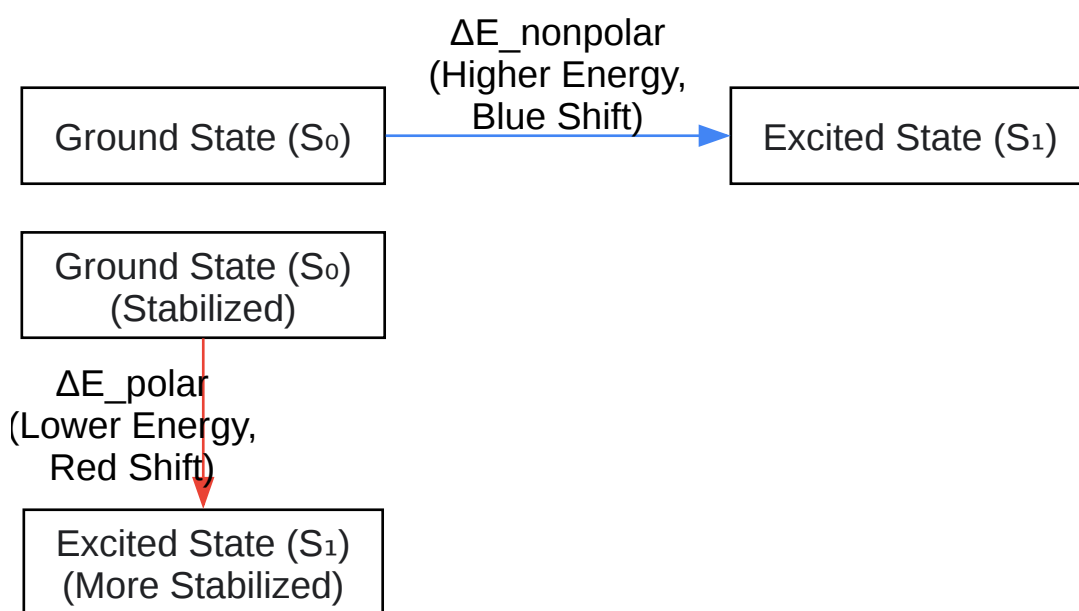 ΔE_nonpolar
(Higher Energy,
Blue Shift)
Ground State (S₀)
Excited State (S₁)
Ground State (S₀)
(Stabilized)
ΔE_polar
(Lower Energy,
Red Shift)
Excited State (S₁)
(More Stabilized)